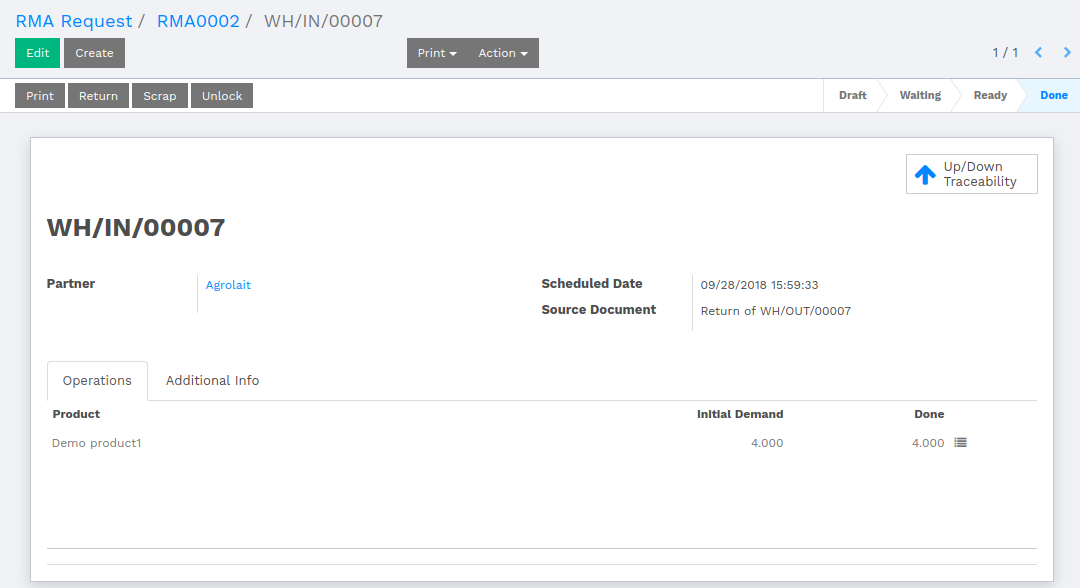 RMA Request / RMA0002 / WH/IN/00007
Edit Create Print Action 1 / 1
Print Return Scrap Unlock Draft Waiting Ready Done
Up/Down
Traceability
WH/IN/00007
Partner Agrolait Scheduled Date 09/28/2018 15:59:33
Source Document Return of WH/OUT/00007
Operations Additional Info
Product Initial Demand Done
Demo product1 4.000 4.000